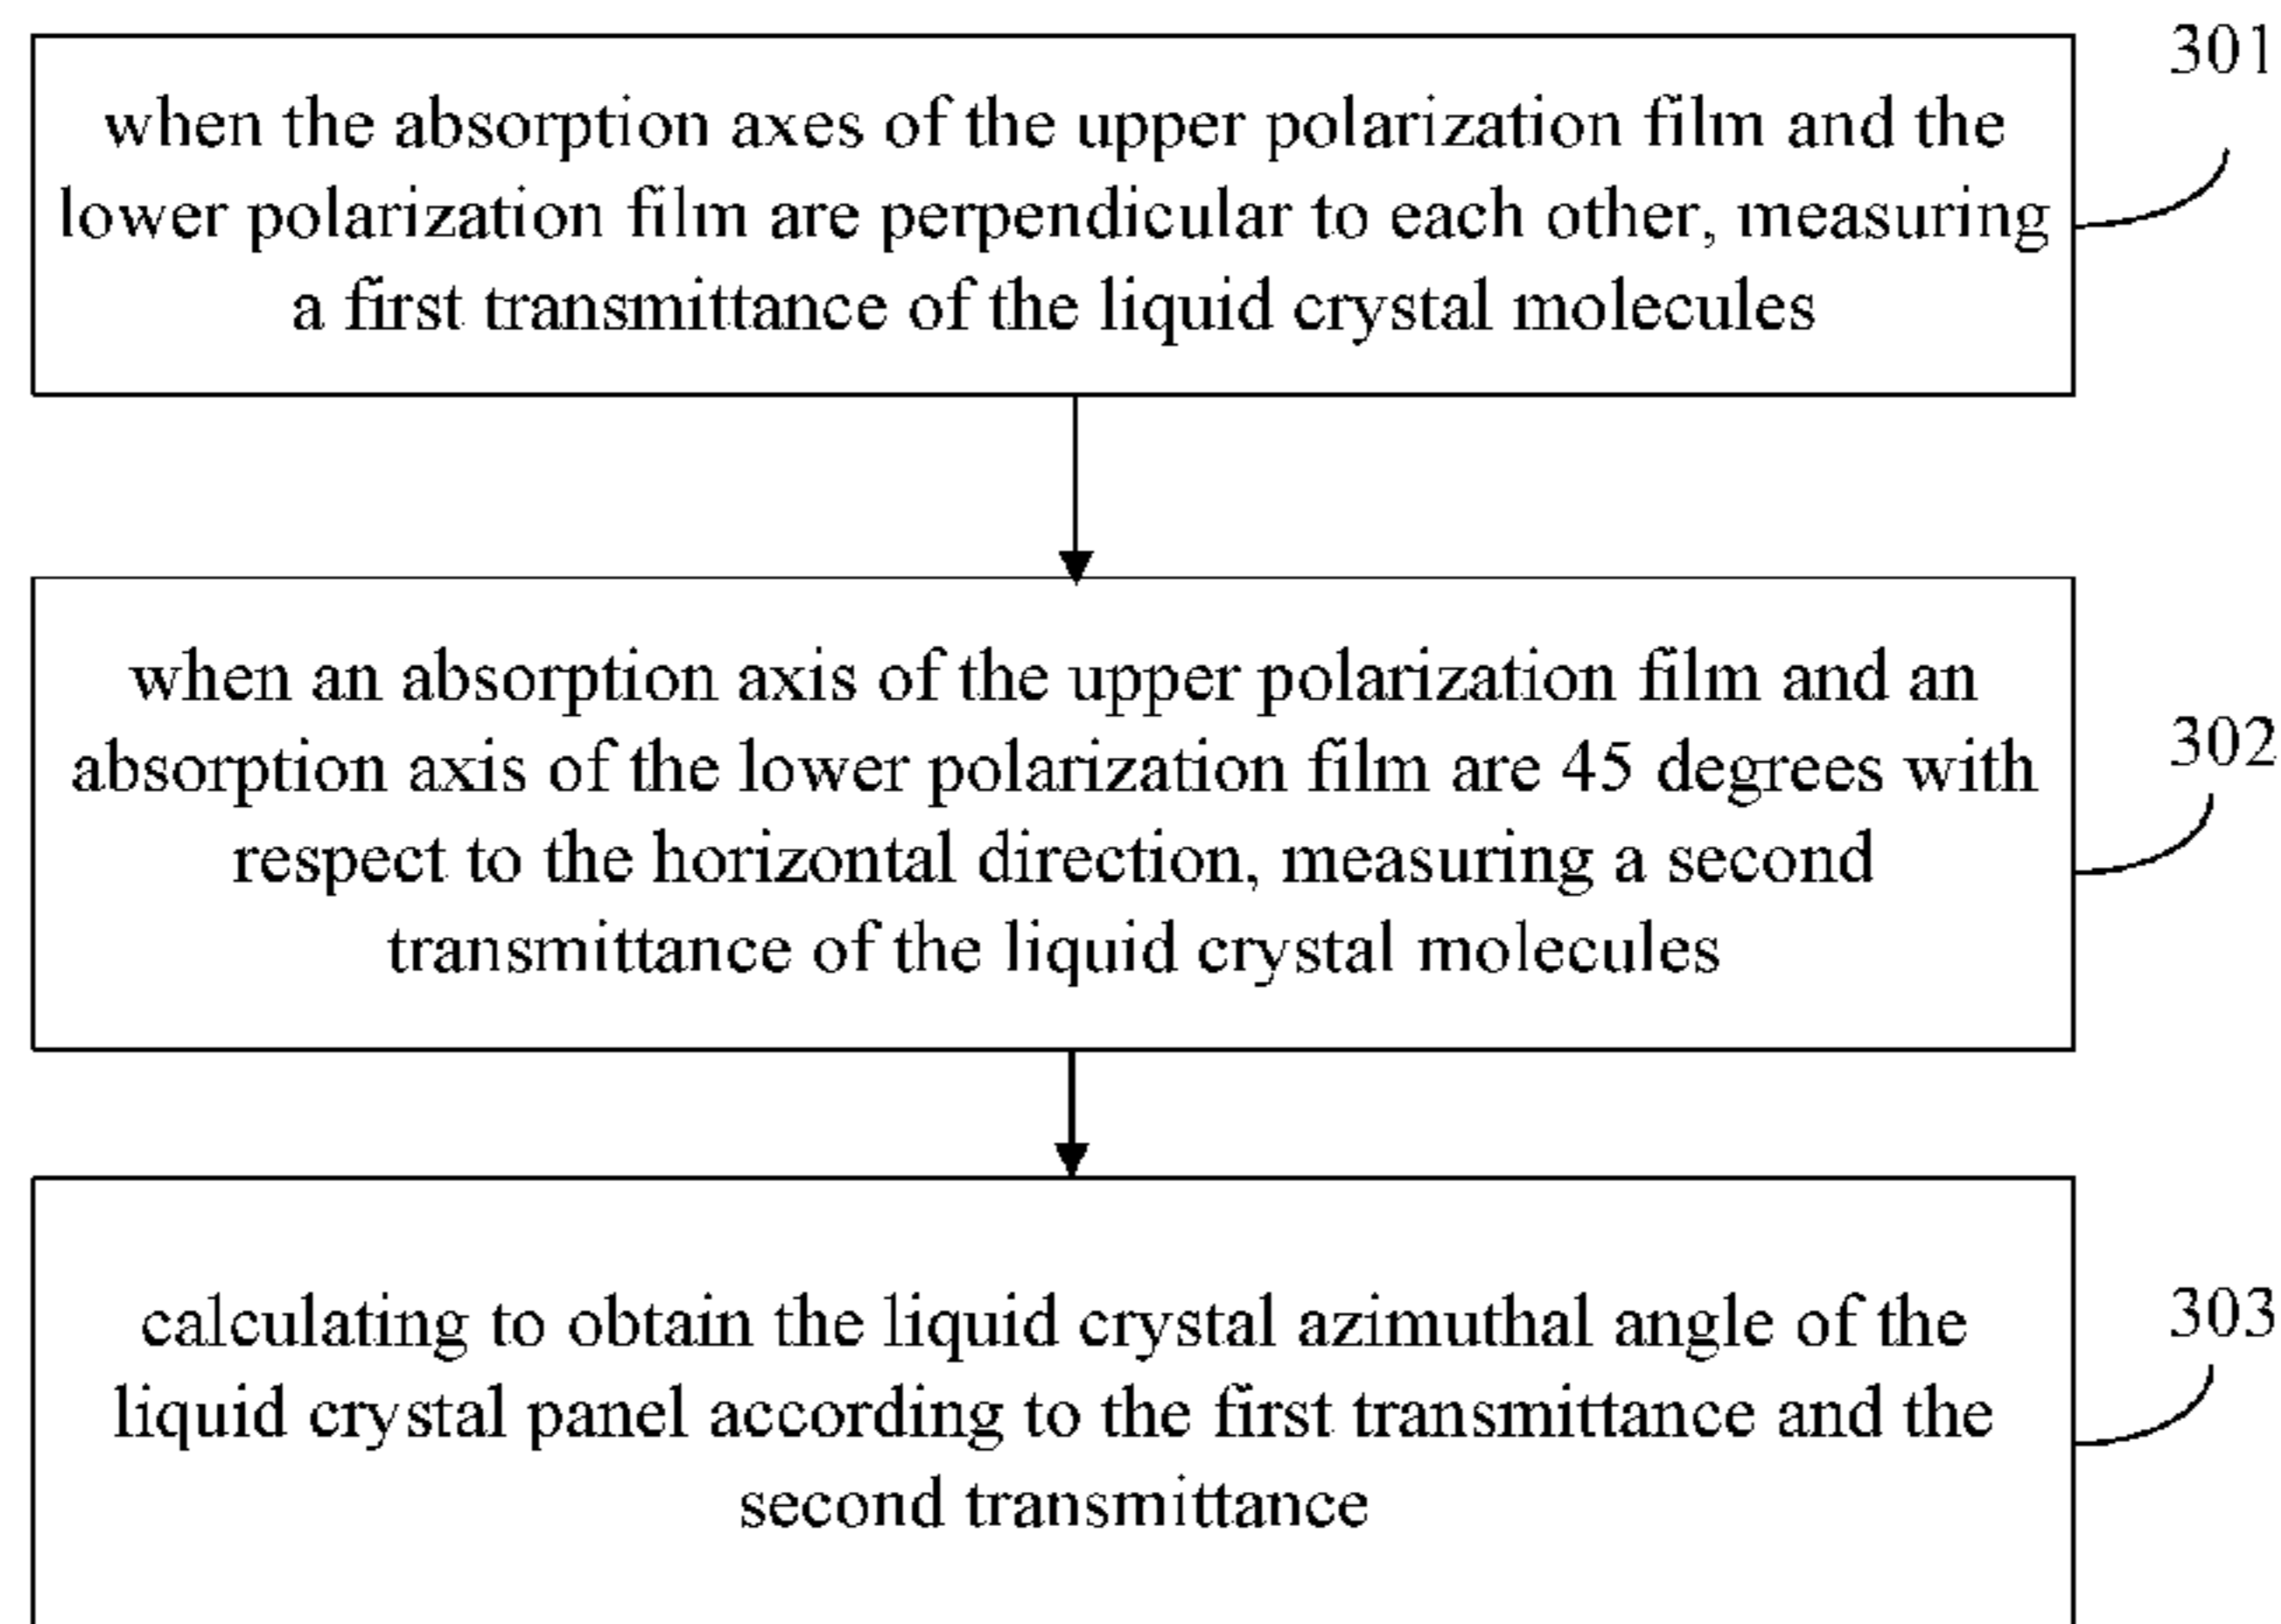 301
when the absorption axes of the upper polarization film and the
lower polarization film are perpendicular to each other, measuring
a first transmittance of the liquid crystal molecules
when an absorption axis of the upper polarization film and an
absorption axis of the lower polarization film are 45 degrees with
respect to the horizontal direction, measuring a second
transmittance of the liquid crystal molecules
302
calculating to obtain the liquid crystal azimuthal angle of the
liquid crystal panel according to the first transmittance and the
second transmittance
303